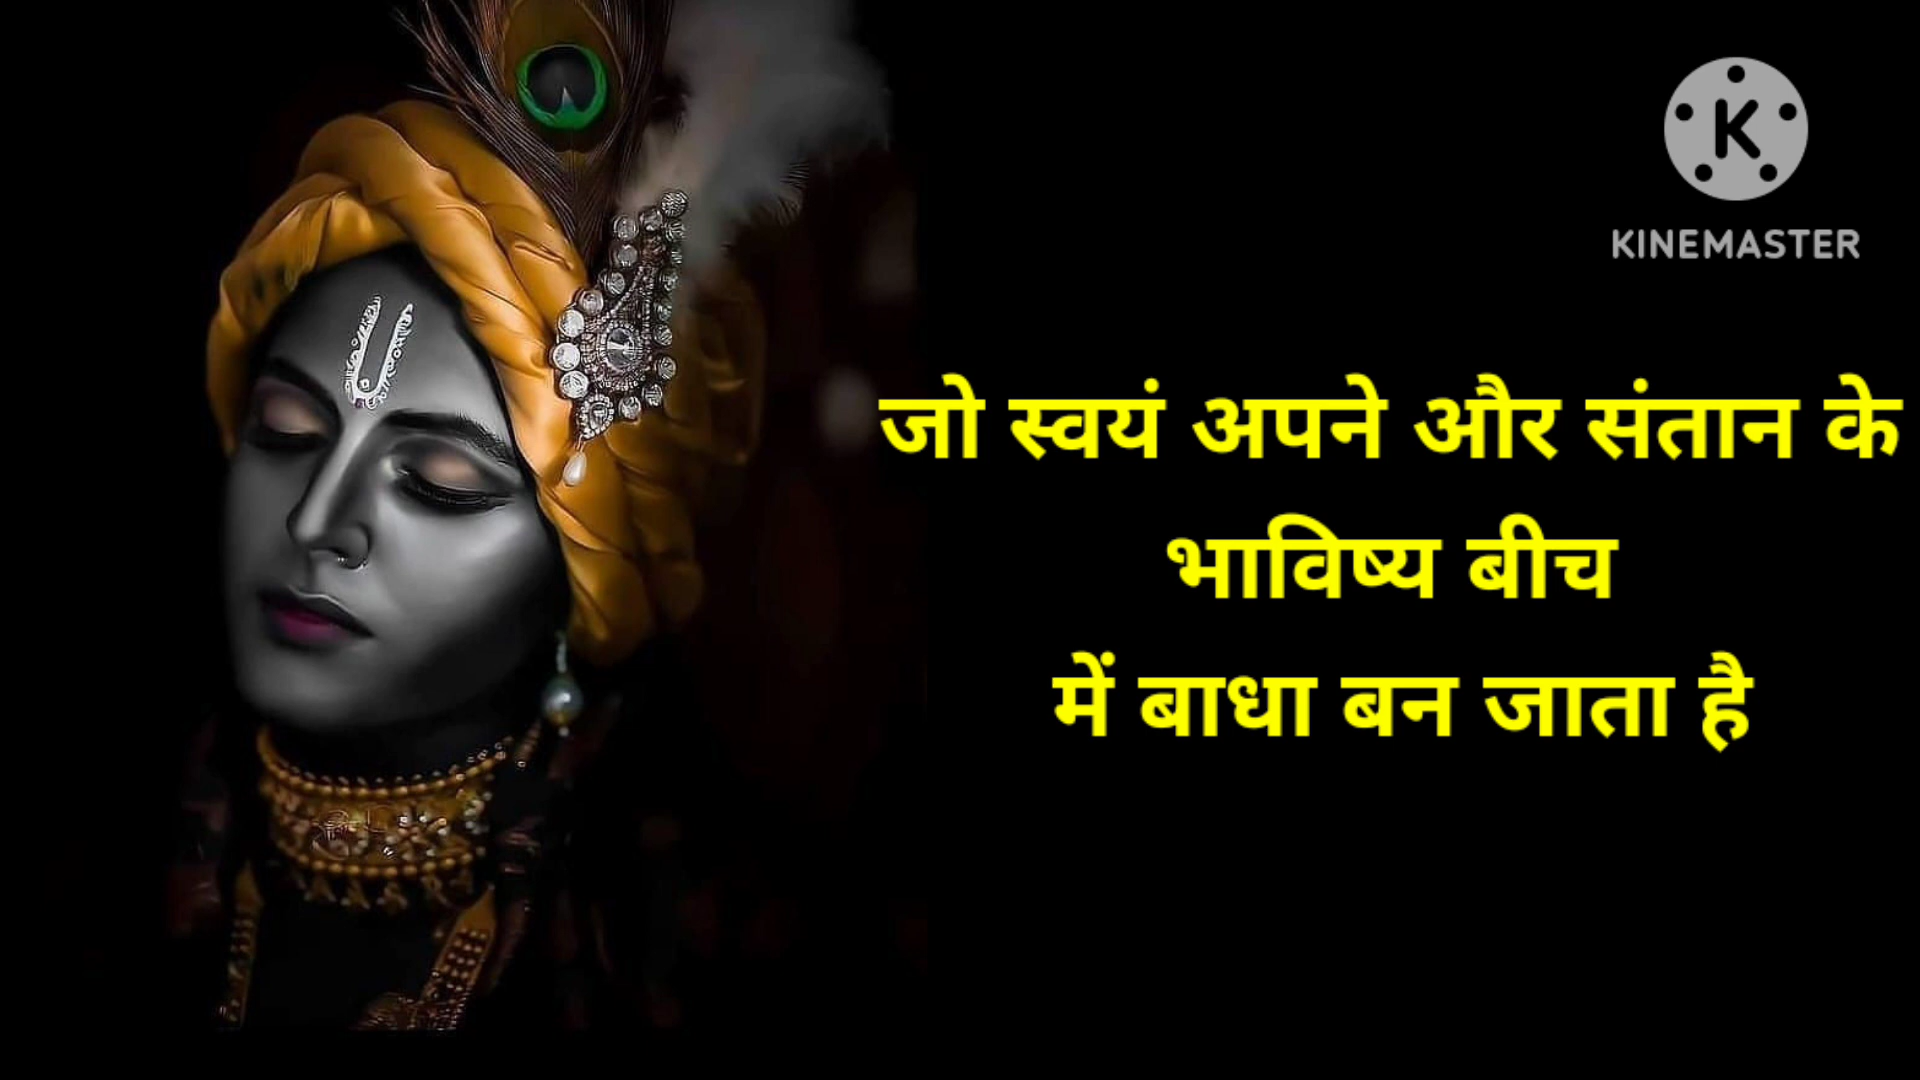 KINEMASTER
जो स्वयं अपने और संतान के
भाविष्य बीच
में बाधा बन जाता है